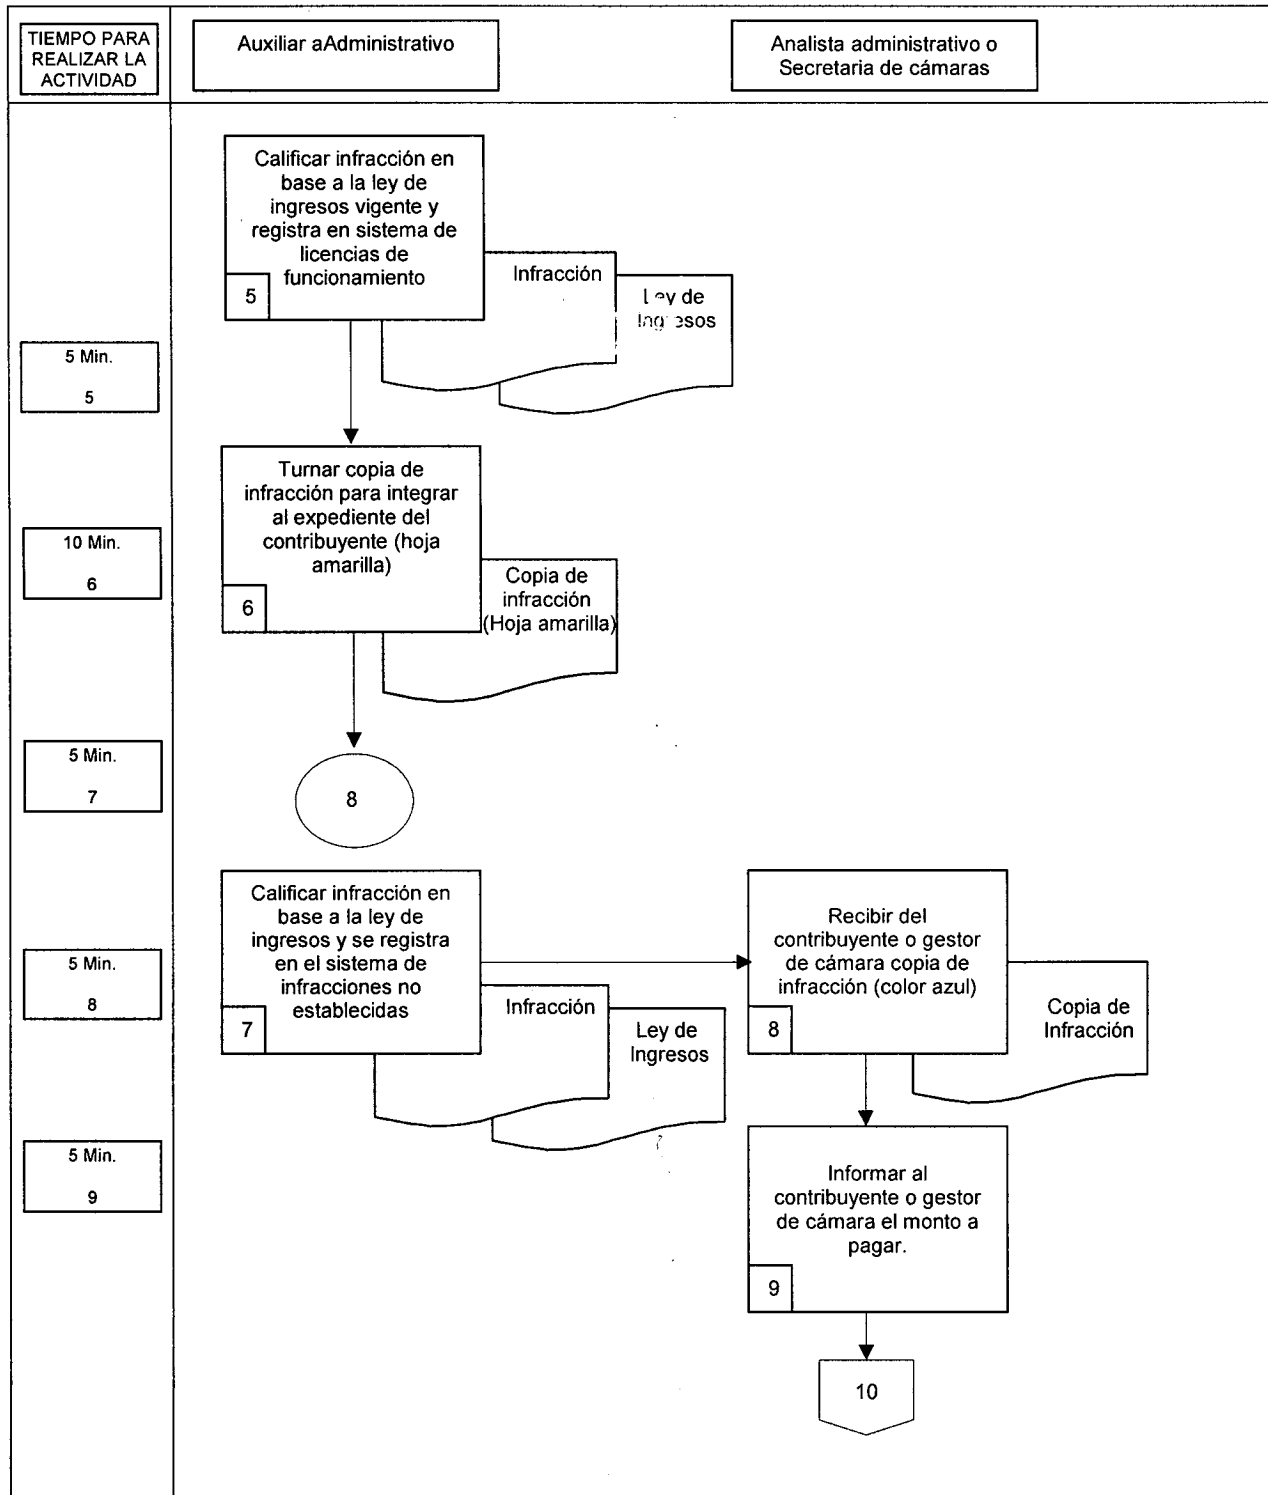 TIEMPO PARA
REALIZAR LA
ACTIVIDAD
Auxiliar aAdministrativo
Analista administrativo o
Secretaria de cámaras
Calificar infracción en
base a la ley de
ingresos vigente y
registra en sistema de
licencias de
funcionamiento
5
Infracción
Ley de
Ingresos
5 Min.
5
Turnar copia de
infracción para integrar
al expediente del
contribuyente (hoja
amarilla)
6
Copia de
infracción
(Hoja amarilla)
10 Min.
6
5 Min.
7
8
Calificar infracción en
base a la ley de
ingresos y se registra
en el sistema de
infracciones no
establecidas
7
Infracción
Ley de
Ingresos
Recibir del
contribuyente o gestor
de cámara copia de
infracción (color azul)
8
Copia de
Infracción
5 Min.
8
5 Min.
9
Informar al
contribuyente o gestor
de cámara el monto a
pagar.
9
10